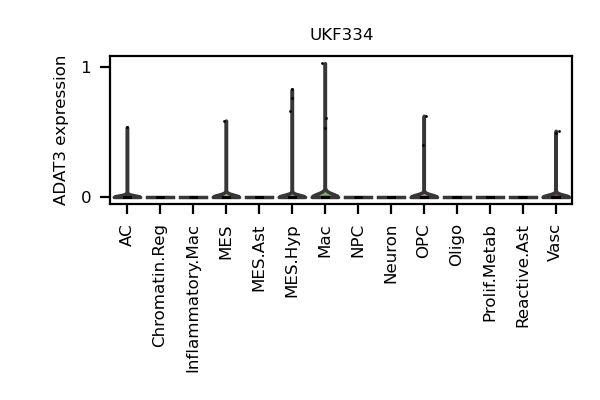 UKF334
ADAT3 expression
1
0
AC
Chromatin.Reg
Inflammatory.Mac
MES
MES.Ast
MES.Hyp
Mac
NPC
Neuron
OPC
Oligo
Prolif.Metab
Reactive.Ast
Vasc